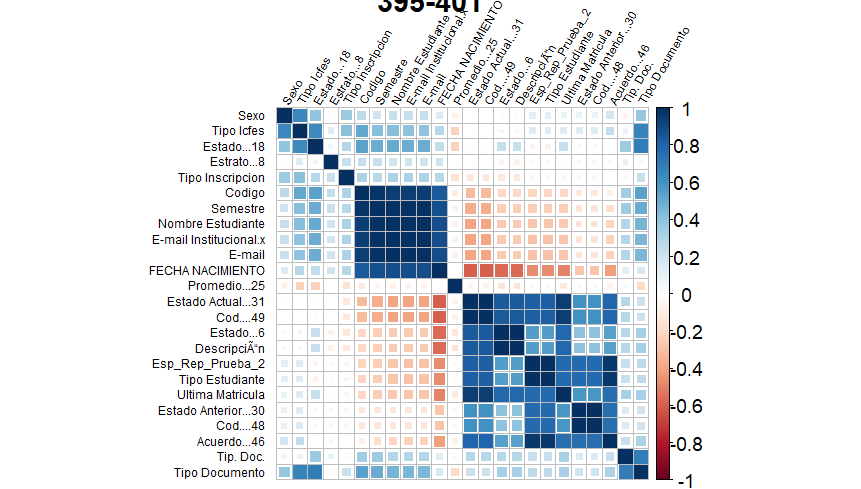 395-401
Sexo
Tipo Icfes
Estado...18
Estrato...8
Tipo Inscripcion
Codigo
Semestre
Nombre Estudiante
E-mail Institucional.x
E-mail
FECHA NACIMIENTO
Promedio...25
Estado Actual...31
Cod....49
Estado...6
DescripciÃ“n
Esp_Rep_Prueba_2
Tipo Estudiante
Ultima Matricula
Estado Anterior...30
Cod....48
Acuerdo...46
Tip. Doc.
Tipo Documento
Sexo
Tipo Icfes
Estado...18
Estrato...8
Tipo Inscripcion
Codigo
Semestre
Nombre Estudiante
E-mail Institucional.x
E-mail
FECHA NACIMIENTO
Promedio...25
Estado Actual...31
Cod....49
Estado...6
DescripciÃ“n
Esp_Rep_Prueba_2
Tipo Estudiante
Ultima Matricula
Estado Anterior...30
Cod....48
Acuerdo...46
Tip. Doc.
Tipo Documento
1
0.8
0.6
0.4
0.2
0
-0.2
-0.4
-0.6
-0.8
-1